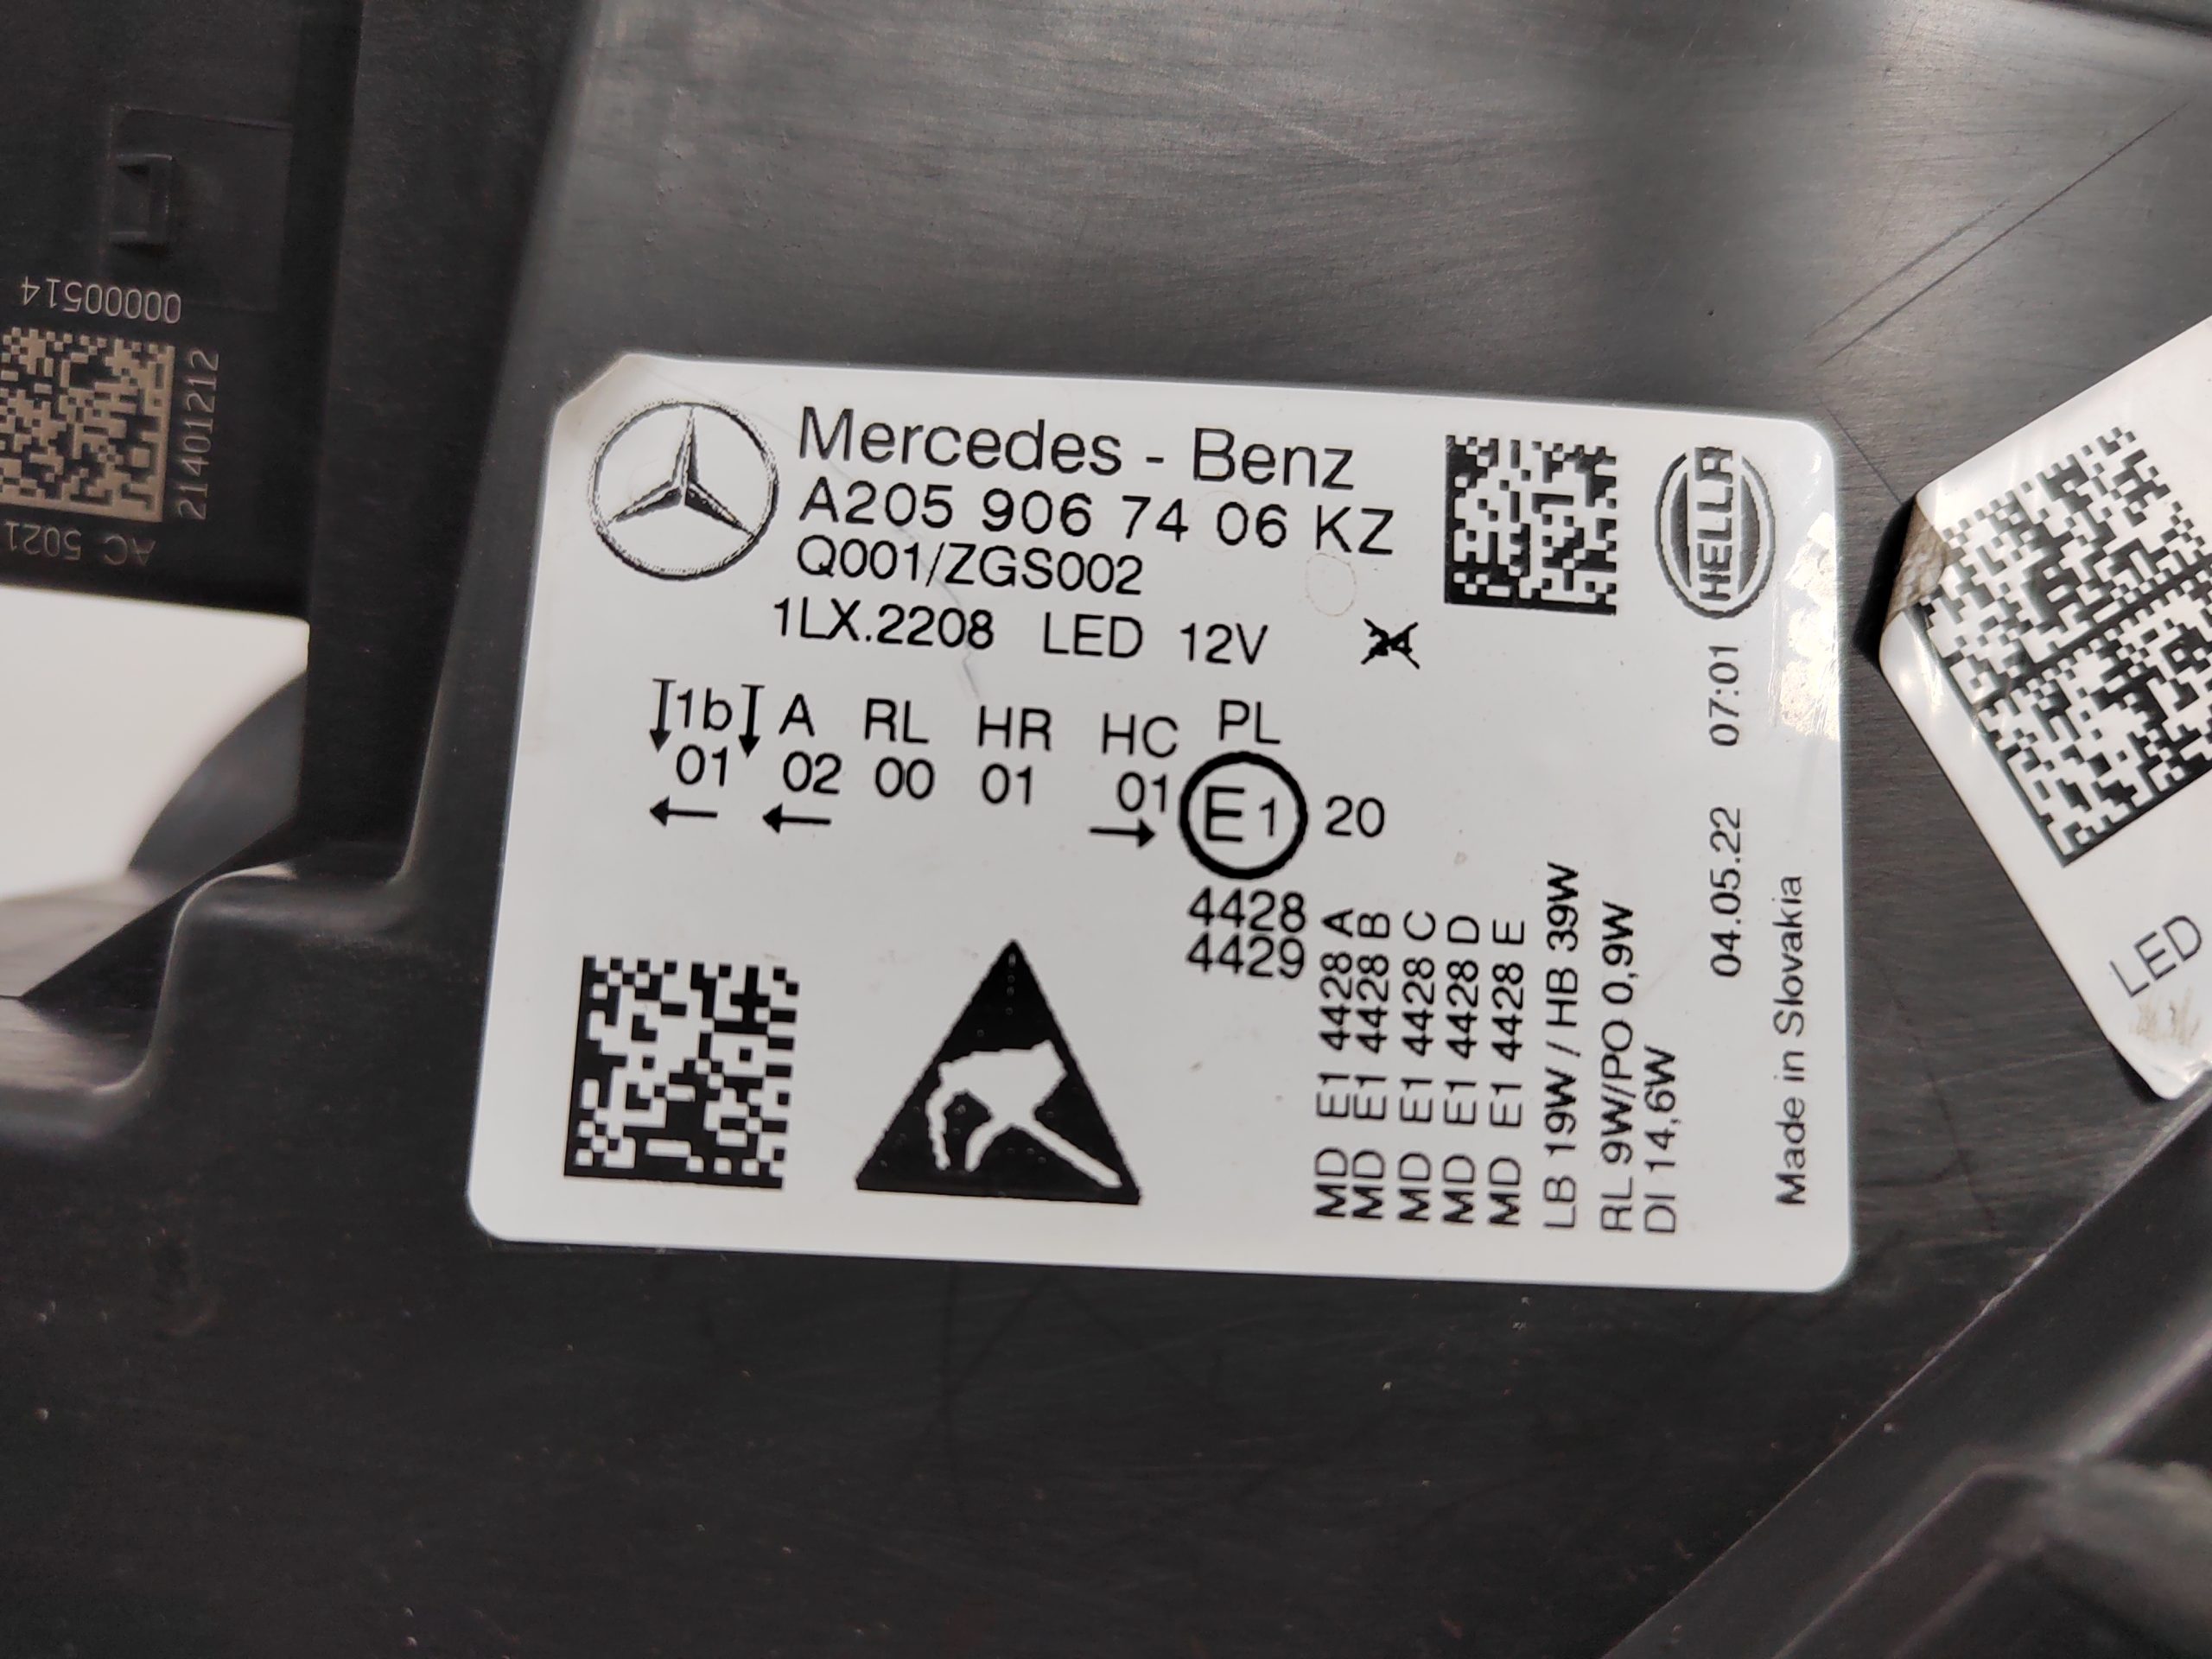 00000514
21401212
AC 5021
Mercedes - Benz
A205 906 74 06 KZ
Q001/ZGS002
1LX.2208 LED 12V 24
HELLA
1b A RL HR HC PL
01 02 00 01 01 E1 20
← ← →
4428
4429
MD E1 4428 A
MD E1 4428 B
MD E1 4428 C
MD E1 4428 D
MD E1 4428 E
LB 19W / HB 39W
RL 9W/PO 0,9W
DI 14,6W
04.05.22 07:01
Made in Slovakia
LED